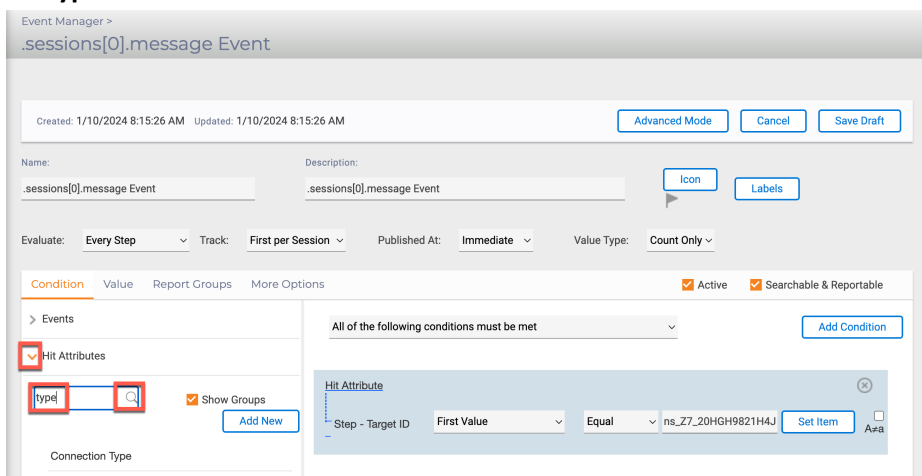 Event Manager >
.sessions[0].message Event
Created: 1/10/2024 8:15:26 AM Updated: 1/10/2024 8:15:26 AM Advanced Mode Cancel Save Draft
Name: Description:
.sessions[0].message Event .sessions[0].message Event Icon Labels
Evaluate: Every Step Track: First per Session Published At: Immediate Value Type: Count Only
Condition Value Report Groups More Options Active Searchable & Reportable
Events All of the following conditions must be met Add Condition
Hit Attributes
Hit Attribute
type Show Groups
Add New Step - Target ID First Value Equal ns_Z7_20HGH9821H4J Set Item A≠a
Connection Type